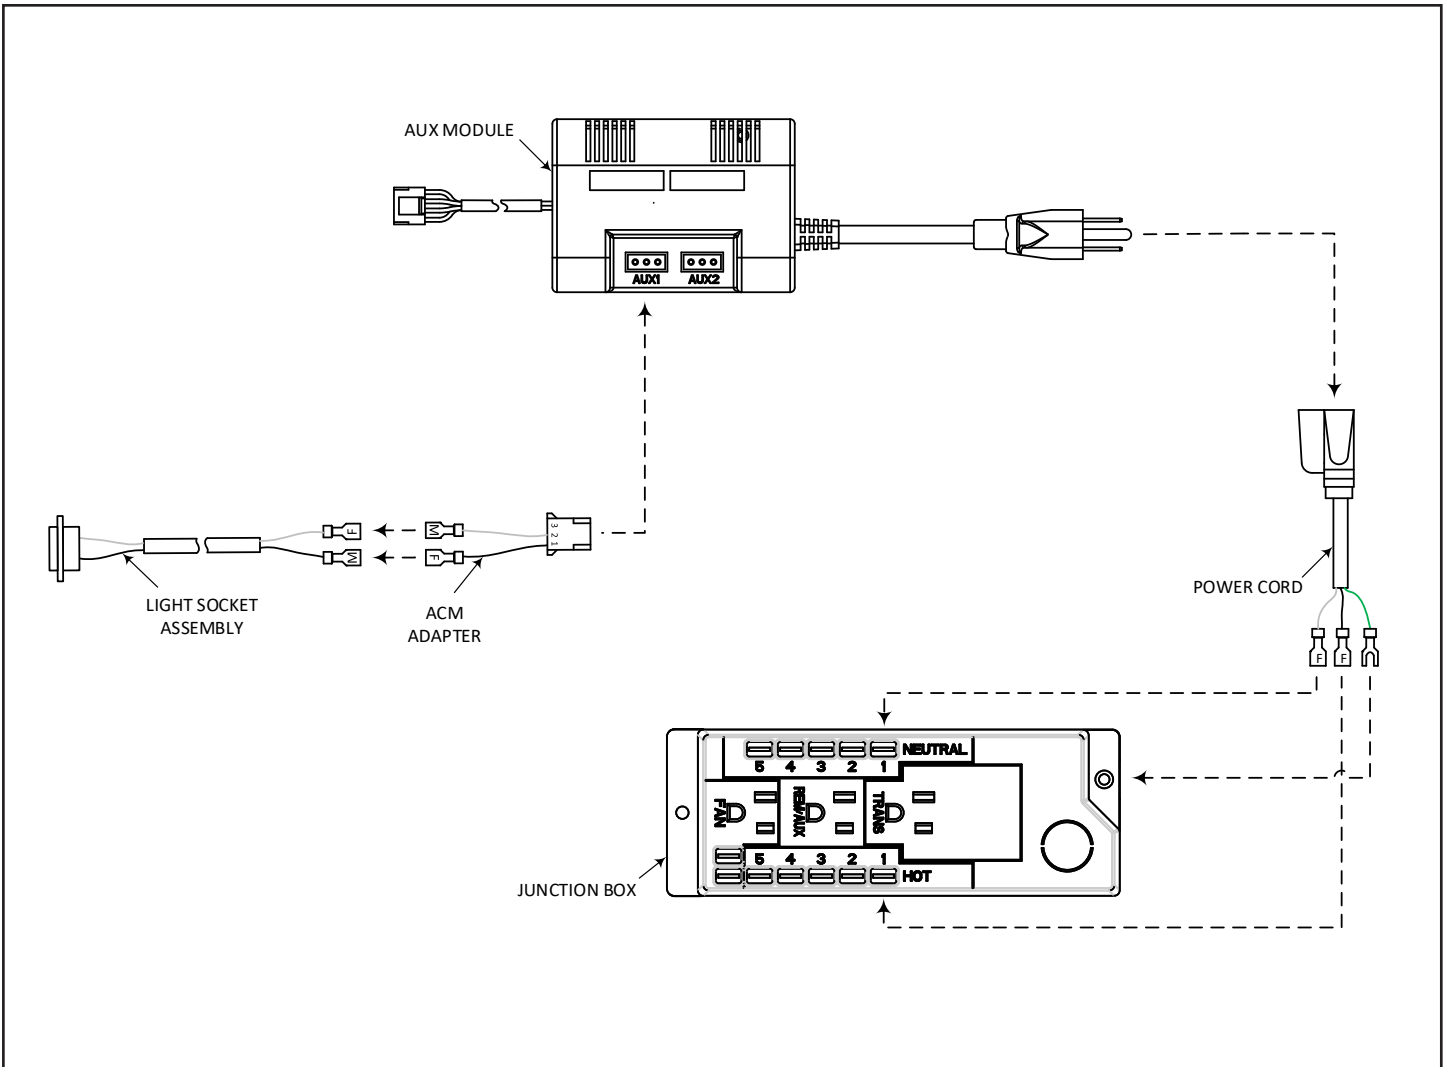 AUX MODULE
AUX1 AUX2
F M
M F
3 2 1
LIGHT SOCKET
ASSEMBLY
ACM
ADAPTER
POWER CORD
F F
NEUTRAL
5 4 3 2 1
FAN REM/AUX TRANS
5 4 3 2 1
HOT
JUNCTION BOX